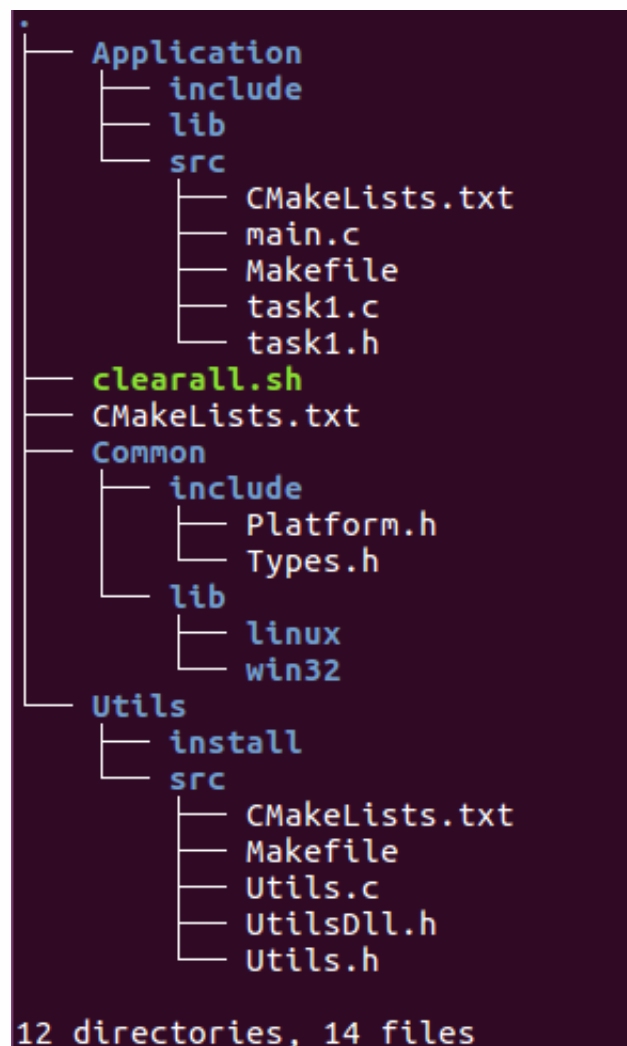 .
├── Application
│   ├── include
│   ├── lib
│   └── src
│       ├── CMakeLists.txt
│       ├── main.c
│       ├── Makefile
│       ├── task1.c
│       └── task1.h
├── clearall.sh
├── CMakeLists.txt
├── Common
│   ├── include
│   │   ├── Platform.h
│   │   └── Types.h
│   └── lib
│       ├── linux
│       └── win32
└── Utils
    ├── install
    └── src
        ├── CMakeLists.txt
        ├── Makefile
        ├── Utils.c
        ├── UtilsDll.h
        └── Utils.h
12 directories, 14 files